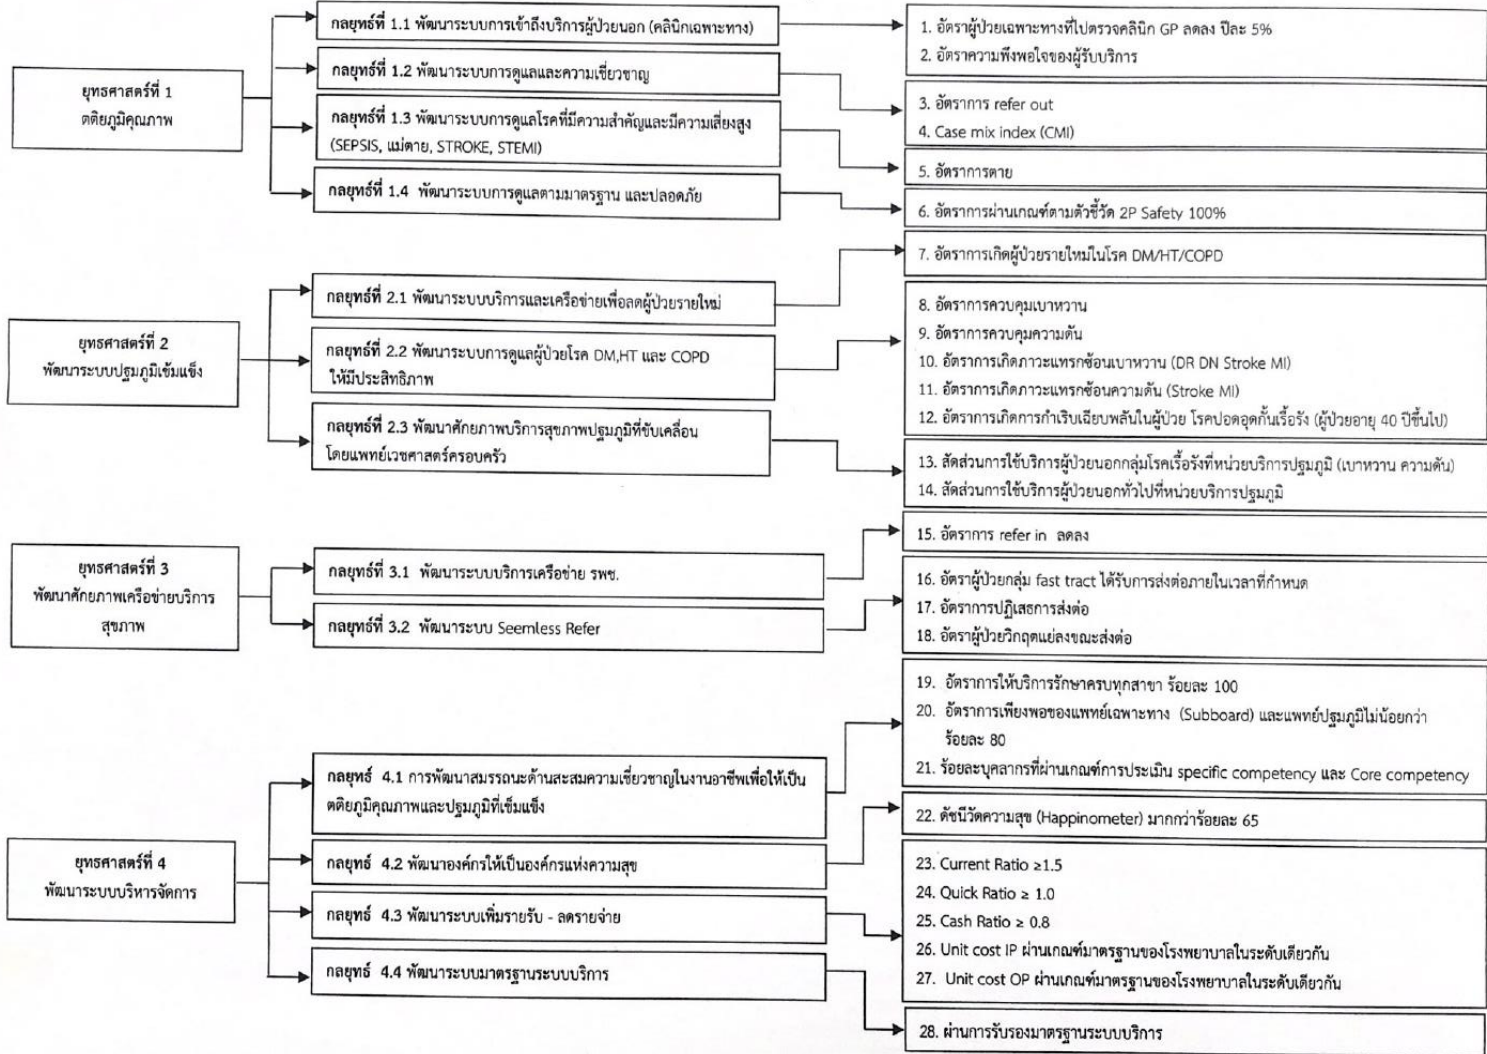 ยุทธศาสตร์ที่ 1
ตติยภูมิคุณภาพ
กลยุทธ์ที่ 1.1 พัฒนาระบบการเข้าถึงบริการผู้ป่วยนอก (คลินิกเฉพาะทาง)
กลยุทธ์ที่ 1.2 พัฒนาระบบการดูแลและความเชี่ยวชาญ
กลยุทธ์ที่ 1.3 พัฒนาระบบการดูแลโรคที่มีความสำคัญและมีความเสี่ยงสูง
(SEPSIS, แม่ตาย, STROKE, STEMI)
กลยุทธ์ที่ 1.4 พัฒนาระบบการดูแลตามมาตรฐาน และปลอดภัย
1. อัตราผู้ป่วยเฉพาะทางที่ไปตรวจคลินิก GP ลดลง ปีละ 5%
2. อัตราความพึงพอใจของผู้รับบริการ
3. อัตราการ refer out
4. Case mix index (CMI)
5. อัตราการตาย
6. อัตราการผ่านเกณฑ์ตามตัวชี้วัด 2P Safety 100%
ยุทธศาสตร์ที่ 2
พัฒนาระบบปฐมภูมิเข้มแข็ง
กลยุทธ์ที่ 2.1 พัฒนาระบบบริการและเครือข่ายเพื่อลดผู้ป่วยรายใหม่
กลยุทธ์ที่ 2.2 พัฒนาระบบการดูแลผู้ป่วยโรค DM,HT และ COPD
ให้มีประสิทธิภาพ
กลยุทธ์ที่ 2.3 พัฒนาศักยภาพบริการสุขภาพปฐมภูมิที่ขับเคลื่อน
โดยแพทย์เวชศาสตร์ครอบครัว
7. อัตราการเกิดผู้ป่วยรายใหม่ในโรค DM/HT/COPD
8. อัตราการควบคุมเบาหวาน
9. อัตราการควบคุมความดัน
10. อัตราการเกิดภาวะแทรกซ้อนเบาหวาน (DR DN Stroke MI)
11. อัตราการเกิดภาวะแทรกซ้อนความดัน (Stroke MI)
12. อัตราการเกิดการกำเริบเฉียบพลันในผู้ป่วย โรคปอดอุดกั้นเรื้อรัง (ผู้ป่วยอายุ 40 ปีขึ้นไป)
13. สัดส่วนการใช้บริการผู้ป่วยนอกกลุ่มโรคเรื้อรังที่หน่วยบริการปฐมภูมิ (เบาหวาน ความดัน)
14. สัดส่วนการใช้บริการผู้ป่วยนอกทั่วไปที่หน่วยบริการปฐมภูมิ
ยุทธศาสตร์ที่ 3
พัฒนาศักยภาพเครือข่ายบริการ
สุขภาพ
กลยุทธ์ที่ 3.1 พัฒนาระบบบริการเครือข่าย รพช.
กลยุทธ์ที่ 3.2 พัฒนาระบบ Seemless Refer
15. อัตราการ refer in ลดลง
16. อัตราผู้ป่วยกลุ่ม fast tract ได้รับการส่งต่อภายในเวลาที่กำหนด
17. อัตราการปฏิเสธการส่งต่อ
18. อัตราผู้ป่วยวิกฤตแย่ลงขณะส่งต่อ
ยุทธศาสตร์ที่ 4
พัฒนาระบบบริหารจัดการ
กลยุทธ์ 4.1 การพัฒนาสมรรถนะด้านสะสมความเชี่ยวชาญในงานอาชีพเพื่อให้เป็น
ตติยภูมิคุณภาพและปฐมภูมิที่เข้มแข็ง
กลยุทธ์ 4.2 พัฒนาองค์กรให้เป็นองค์กรแห่งความสุข
กลยุทธ์ 4.3 พัฒนาระบบเพิ่มรายรับ - ลดรายจ่าย
กลยุทธ์ 4.4 พัฒนาระบบมาตรฐานระบบบริการ
19. อัตราการให้บริการรักษาครบทุกสาขา ร้อยละ 100
20. อัตราการเพียงพอของแพทย์เฉพาะทาง (Subboard) และแพทย์ปฐมภูมิไม่น้อยกว่า
ร้อยละ 80
21. ร้อยละบุคลากรที่ผ่านเกณฑ์การประเมิน specific competency และ Core competency
22. ดัชนีวัดความสุข (Happinometer) มากกว่าร้อยละ 65
23. Current Ratio ≥1.5
24. Quick Ratio ≥ 1.0
25. Cash Ratio ≥ 0.8
26. Unit cost IP ผ่านเกณฑ์มาตรฐานของโรงพยาบาลในระดับเดียวกัน
27. Unit cost OP ผ่านเกณฑ์มาตรฐานของโรงพยาบาลในระดับเดียวกัน
28. ผ่านการรับรองมาตรฐานระบบบริการ